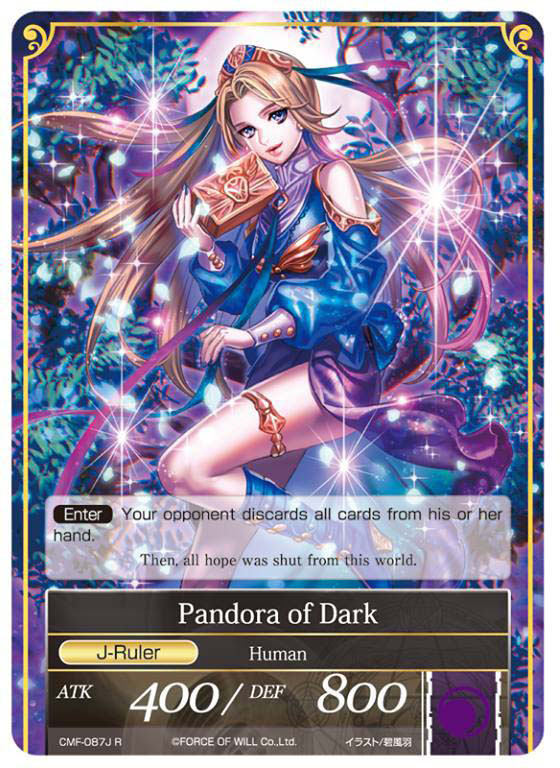 Enter Your opponent discards all cards from his or her
hand.
Then, all hope was shut from this world.
Pandora of Dark
J-Ruler Human
ATK 400/ DEF 800
CMF-087J R ©FORCE OF WILL Co.,Ltd. イラスト/碧風羽